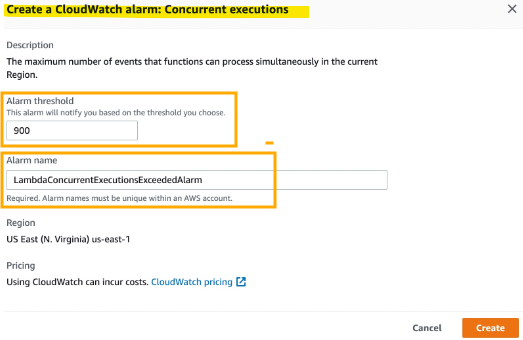 Create a CloudWatch alarm: Concurrent executions
Description
The maximum number of events that functions can process simultaneously in the current
Region.
Alarm threshold
This alarm will notify you based on the threshold you choose.
900
Alarm name
LambdaConcurrentExecutionsExceededAlarm
Required. Alarm names must be unique within an AWS account.
Region
US East (N. Virginia) us-east-1
Pricing
Using CloudWatch can incur costs. CloudWatch pricing
Cancel Create